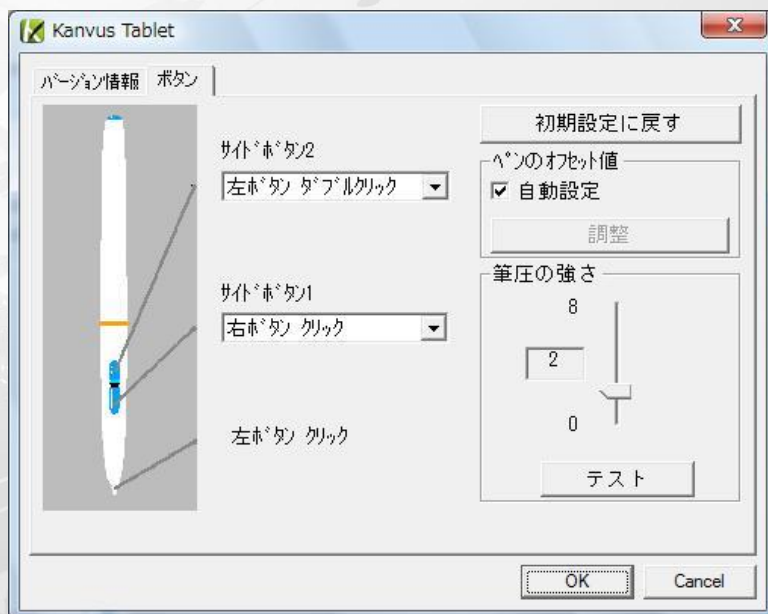 Kanvus Tablet
バージョン情報
ボタン
サイドボタン2
左ボタン ダブルクリック
サイドボタン1
右ボタン クリック
左ボタン クリック
初期設定に戻す
ペンのオフセット値
自動設定
調整
筆圧の強さ
8
2
0
テスト
OK
Cancel